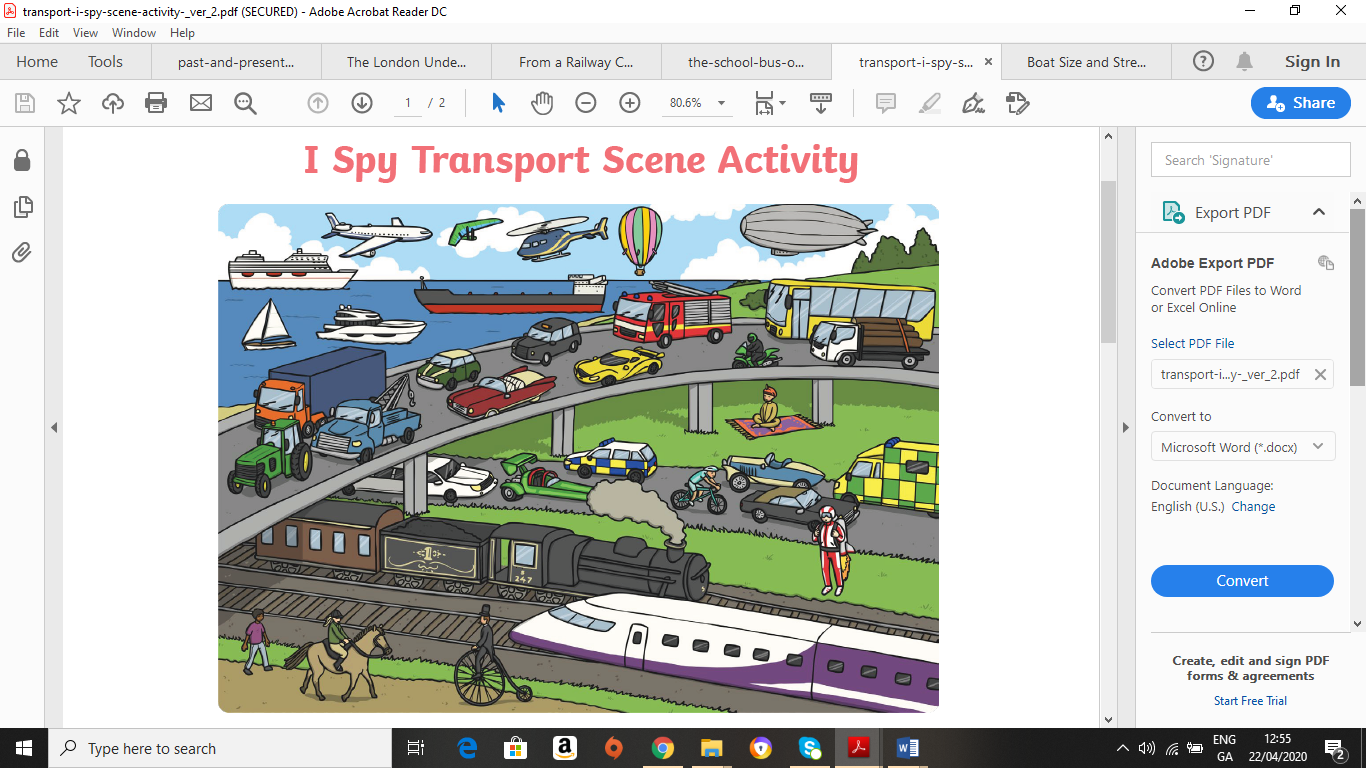 transport-i-spy-scene-activity-_ver_2.pdf (SECURED) - Adobe Acrobat Reader DC
File Edit View Window Help
Home Tools past-and-present... The London Unde... From a Railway C... the-school-bus-o... transport-i-spy-s... Boat Size and Stre... Sign In
1 / 2 80.6% Share
I Spy Transport Scene Activity
1
247
Search 'Signature'
Export PDF
Adobe Export PDF
Convert PDF Files to Word
or Excel Online
Select PDF File
transport-i...y-_ver_2.pdf
Convert to
Microsoft Word (*.docx)
Document Language:
English (U.S.) Change
Convert
Create, edit and sign PDF
forms & agreements
Start Free Trial
Type here to search
ENG 12:55
GA 22/04/2020 2